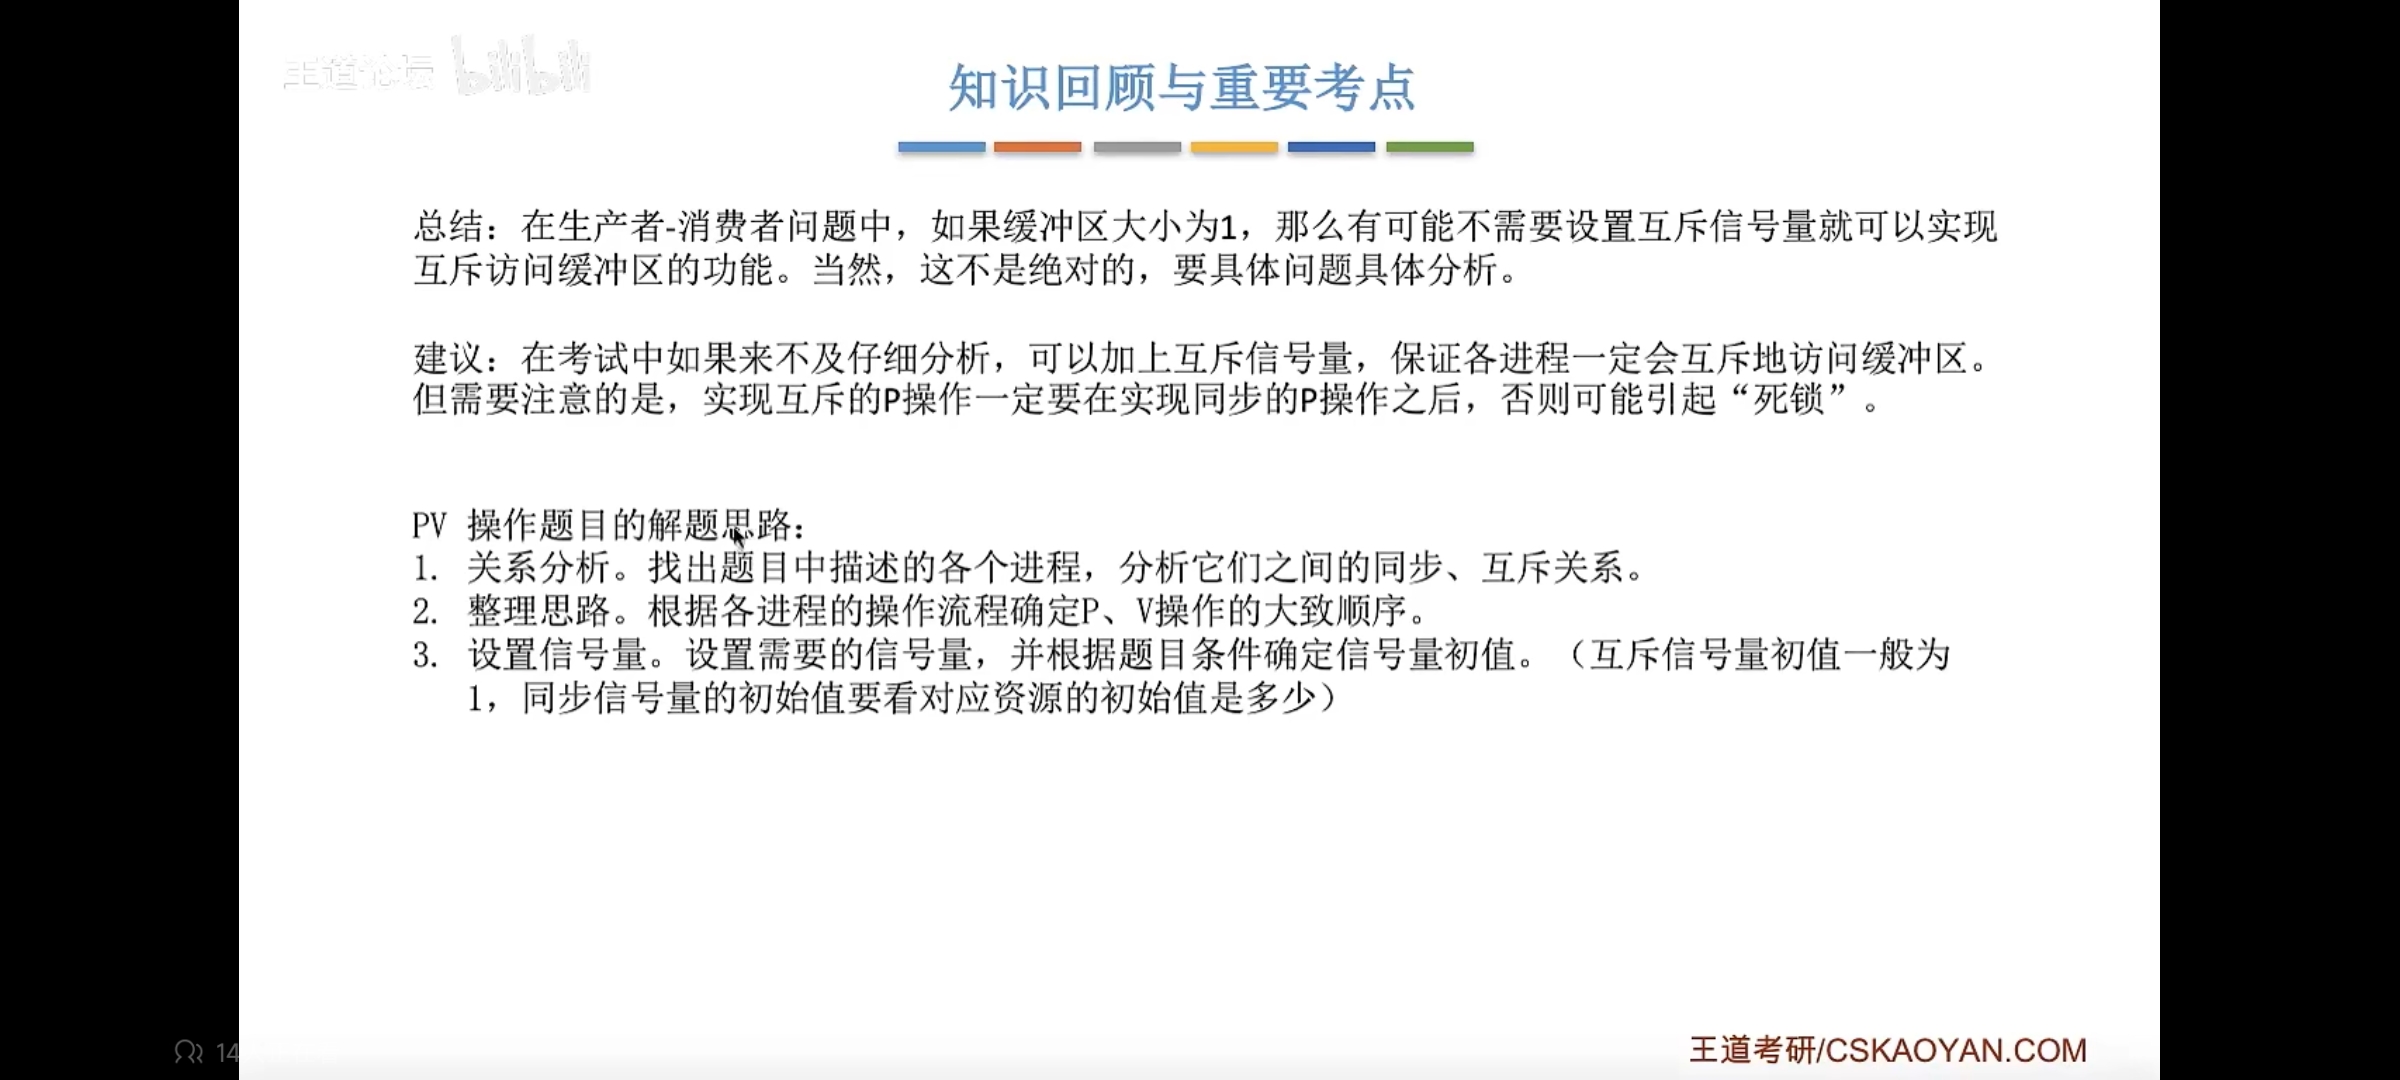 王道论坛 bilibili
知识回顾与重要考点
总结：在生产者-消费者问题中，如果缓冲区大小为1，那么有可能不需要设置互斥信号量就可以实现
互斥访问缓冲区的功能。当然，这不是绝对的，要具体问题具体分析。
建议：在考试中如果来不及仔细分析，可以加上互斥信号量，保证各进程一定会互斥地访问缓冲区。
但需要注意的是，实现互斥的P操作一定要在实现同步的P操作之后，否则可能引起“死锁”。
PV 操作题目的解题思路：
1. 关系分析。找出题目中描述的各个进程，分析它们之间的同步、互斥关系。
2. 整理思路。根据各进程的操作流程确定P、V操作的大致顺序。
3. 设置信号量。设置需要的信号量，并根据题目条件确定信号量初值。（互斥信号量初值一般为
1，同步信号量的初始值要看对应资源的初始值是多少）
14
王道考研/CSKAOYAN.COM